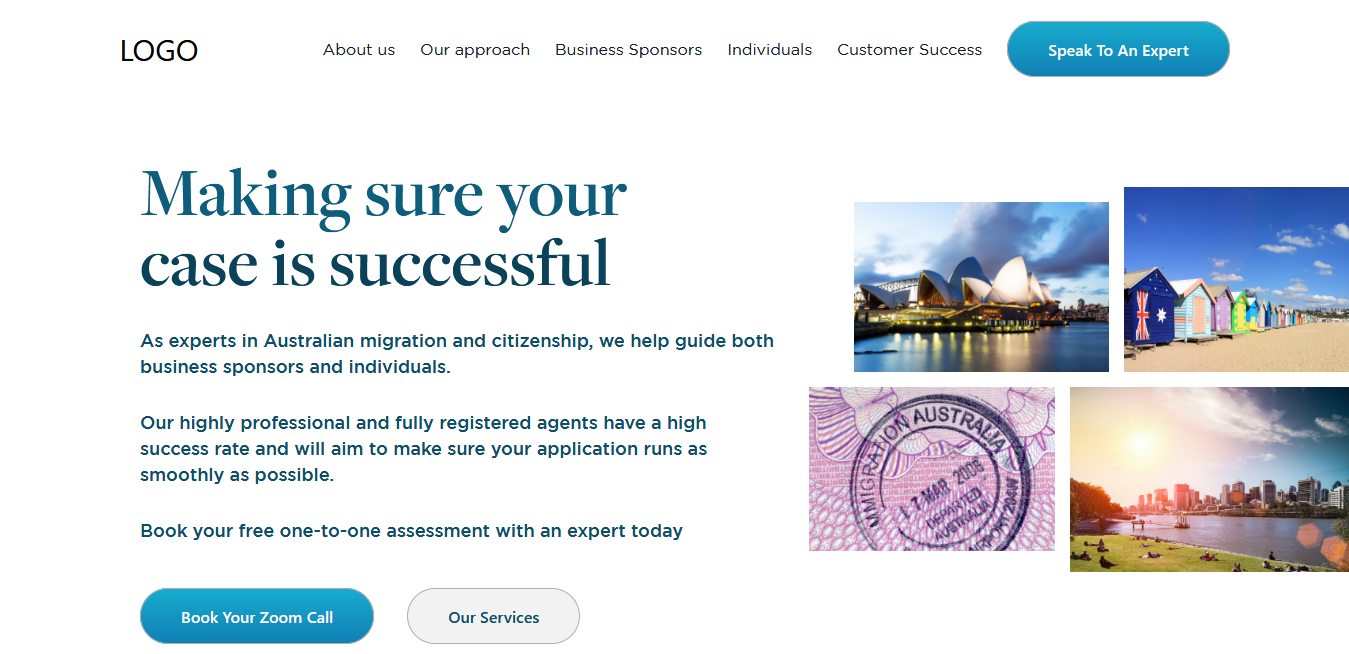 LOGO
About us
Our approach
Business Sponsors
Individuals
Customer Success
Speak To An Expert
Making sure your
case is successful
As experts in Australian migration and citizenship, we help guide both
business sponsors and individuals.
Our highly professional and fully registered agents have a high
success rate and will aim to make sure your application runs as
smoothly as possible.
Book your free one-to-one assessment with an expert today
Book Your Zoom Call
Our Services
IMMIGRATION AUSTRALIA
DEPARTED
AUSTRALIA